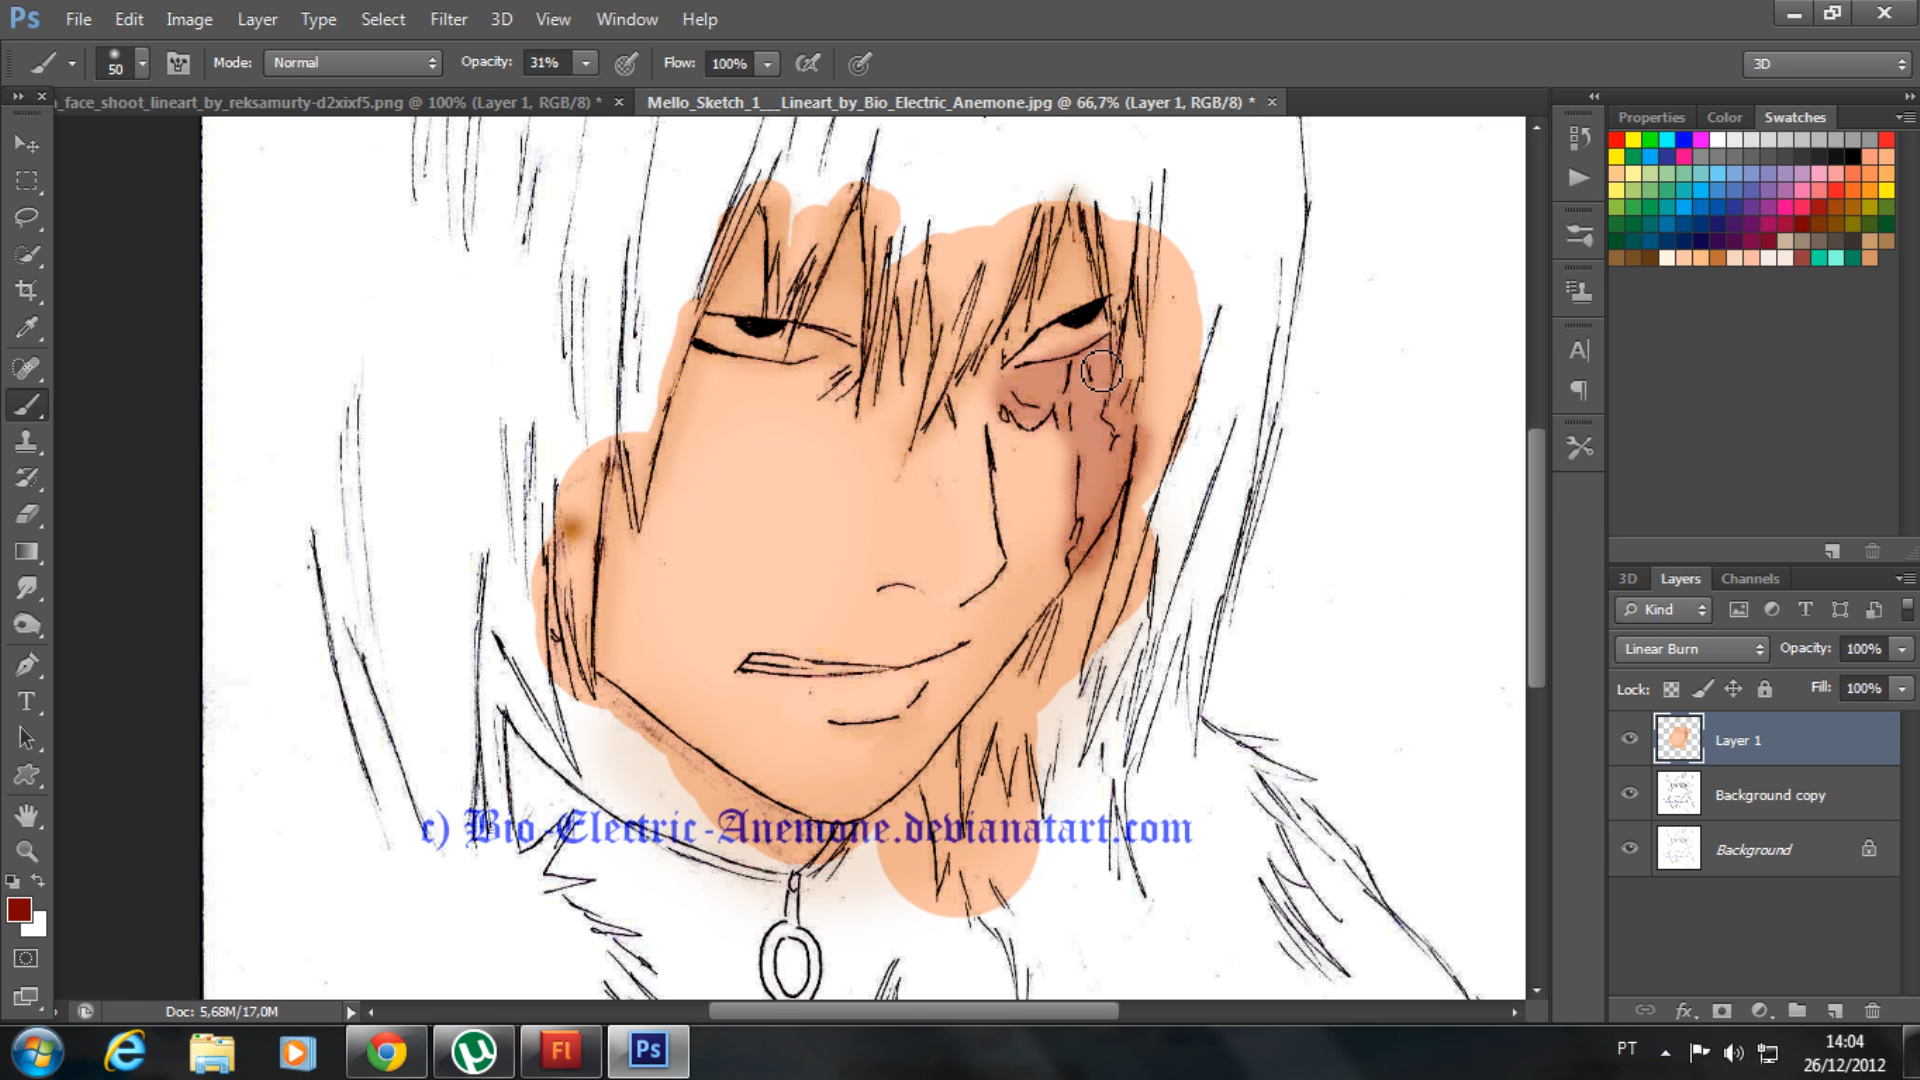 Ps File Edit Image Layer Type Select Filter 3D View Window Help
50 Mode: Normal Opacity: 31% Flow: 100% 3D
_face_shoot_lineart_by_reksamurty-d2xixf5.png @ 100% (Layer 1, RGB/8) * Mello_Sketch_1___Lineart_by_Bio_Electric_Anemone.jpg @ 66,7% (Layer 1, RGB/8) *
Properties Color Swatches
3D Layers Channels
Kind
Linear Burn Opacity: 100%
Lock: Fill: 100%
Layer 1
Background copy
Background
c) Bio-Electric-Anemone.devianatart.com
Doc: 5,68M/17,0M
Fl Ps PT 14:04
26/12/2012